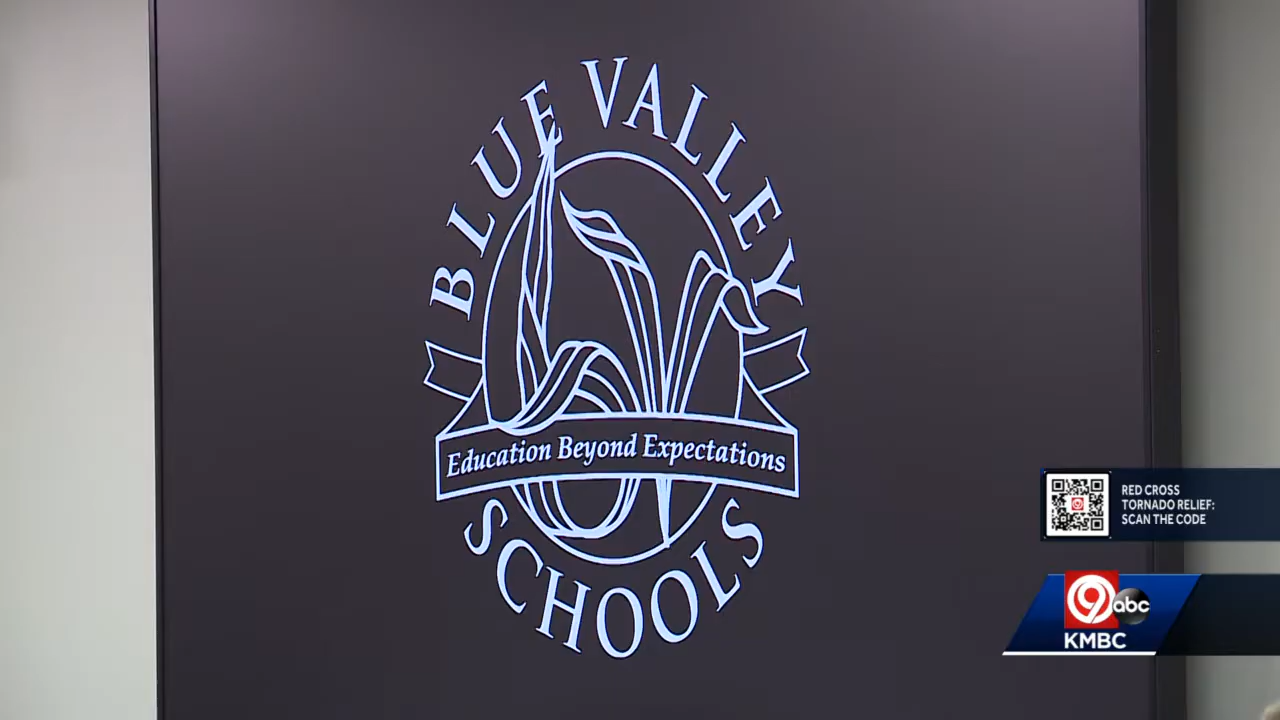 BLUE VALLEY
Education Beyond Expectations
SCHOOLS
RED CROSS
TORNADO RELIEF:
SCAN THE CODE
9 abc
KMBC